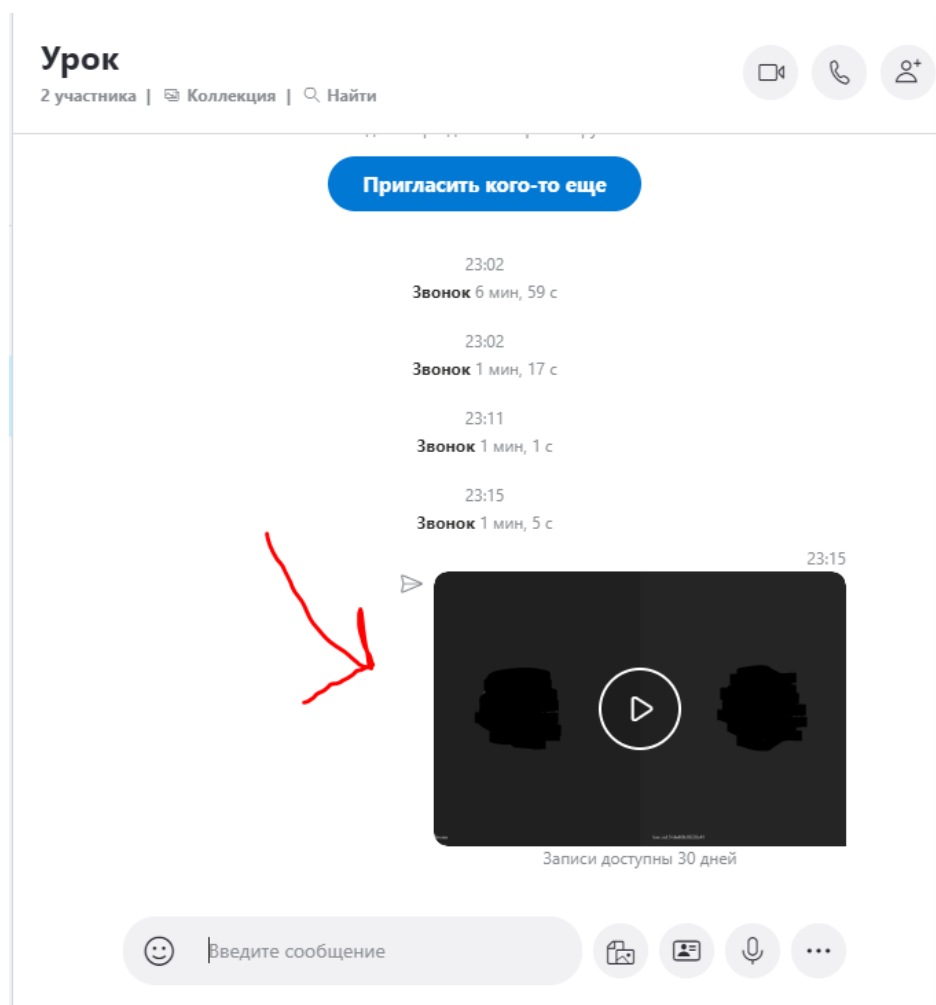 Урок
2 участника | Коллекция | Найти
Пригласить кого-то еще
23:02
Звонок 6 мин, 59 с
23:02
Звонок 1 мин, 17 с
23:11
Звонок 1 мин, 1 с
23:15
Звонок 1 мин, 5 с
23:15
Записи доступны 30 дней
Введите сообщение